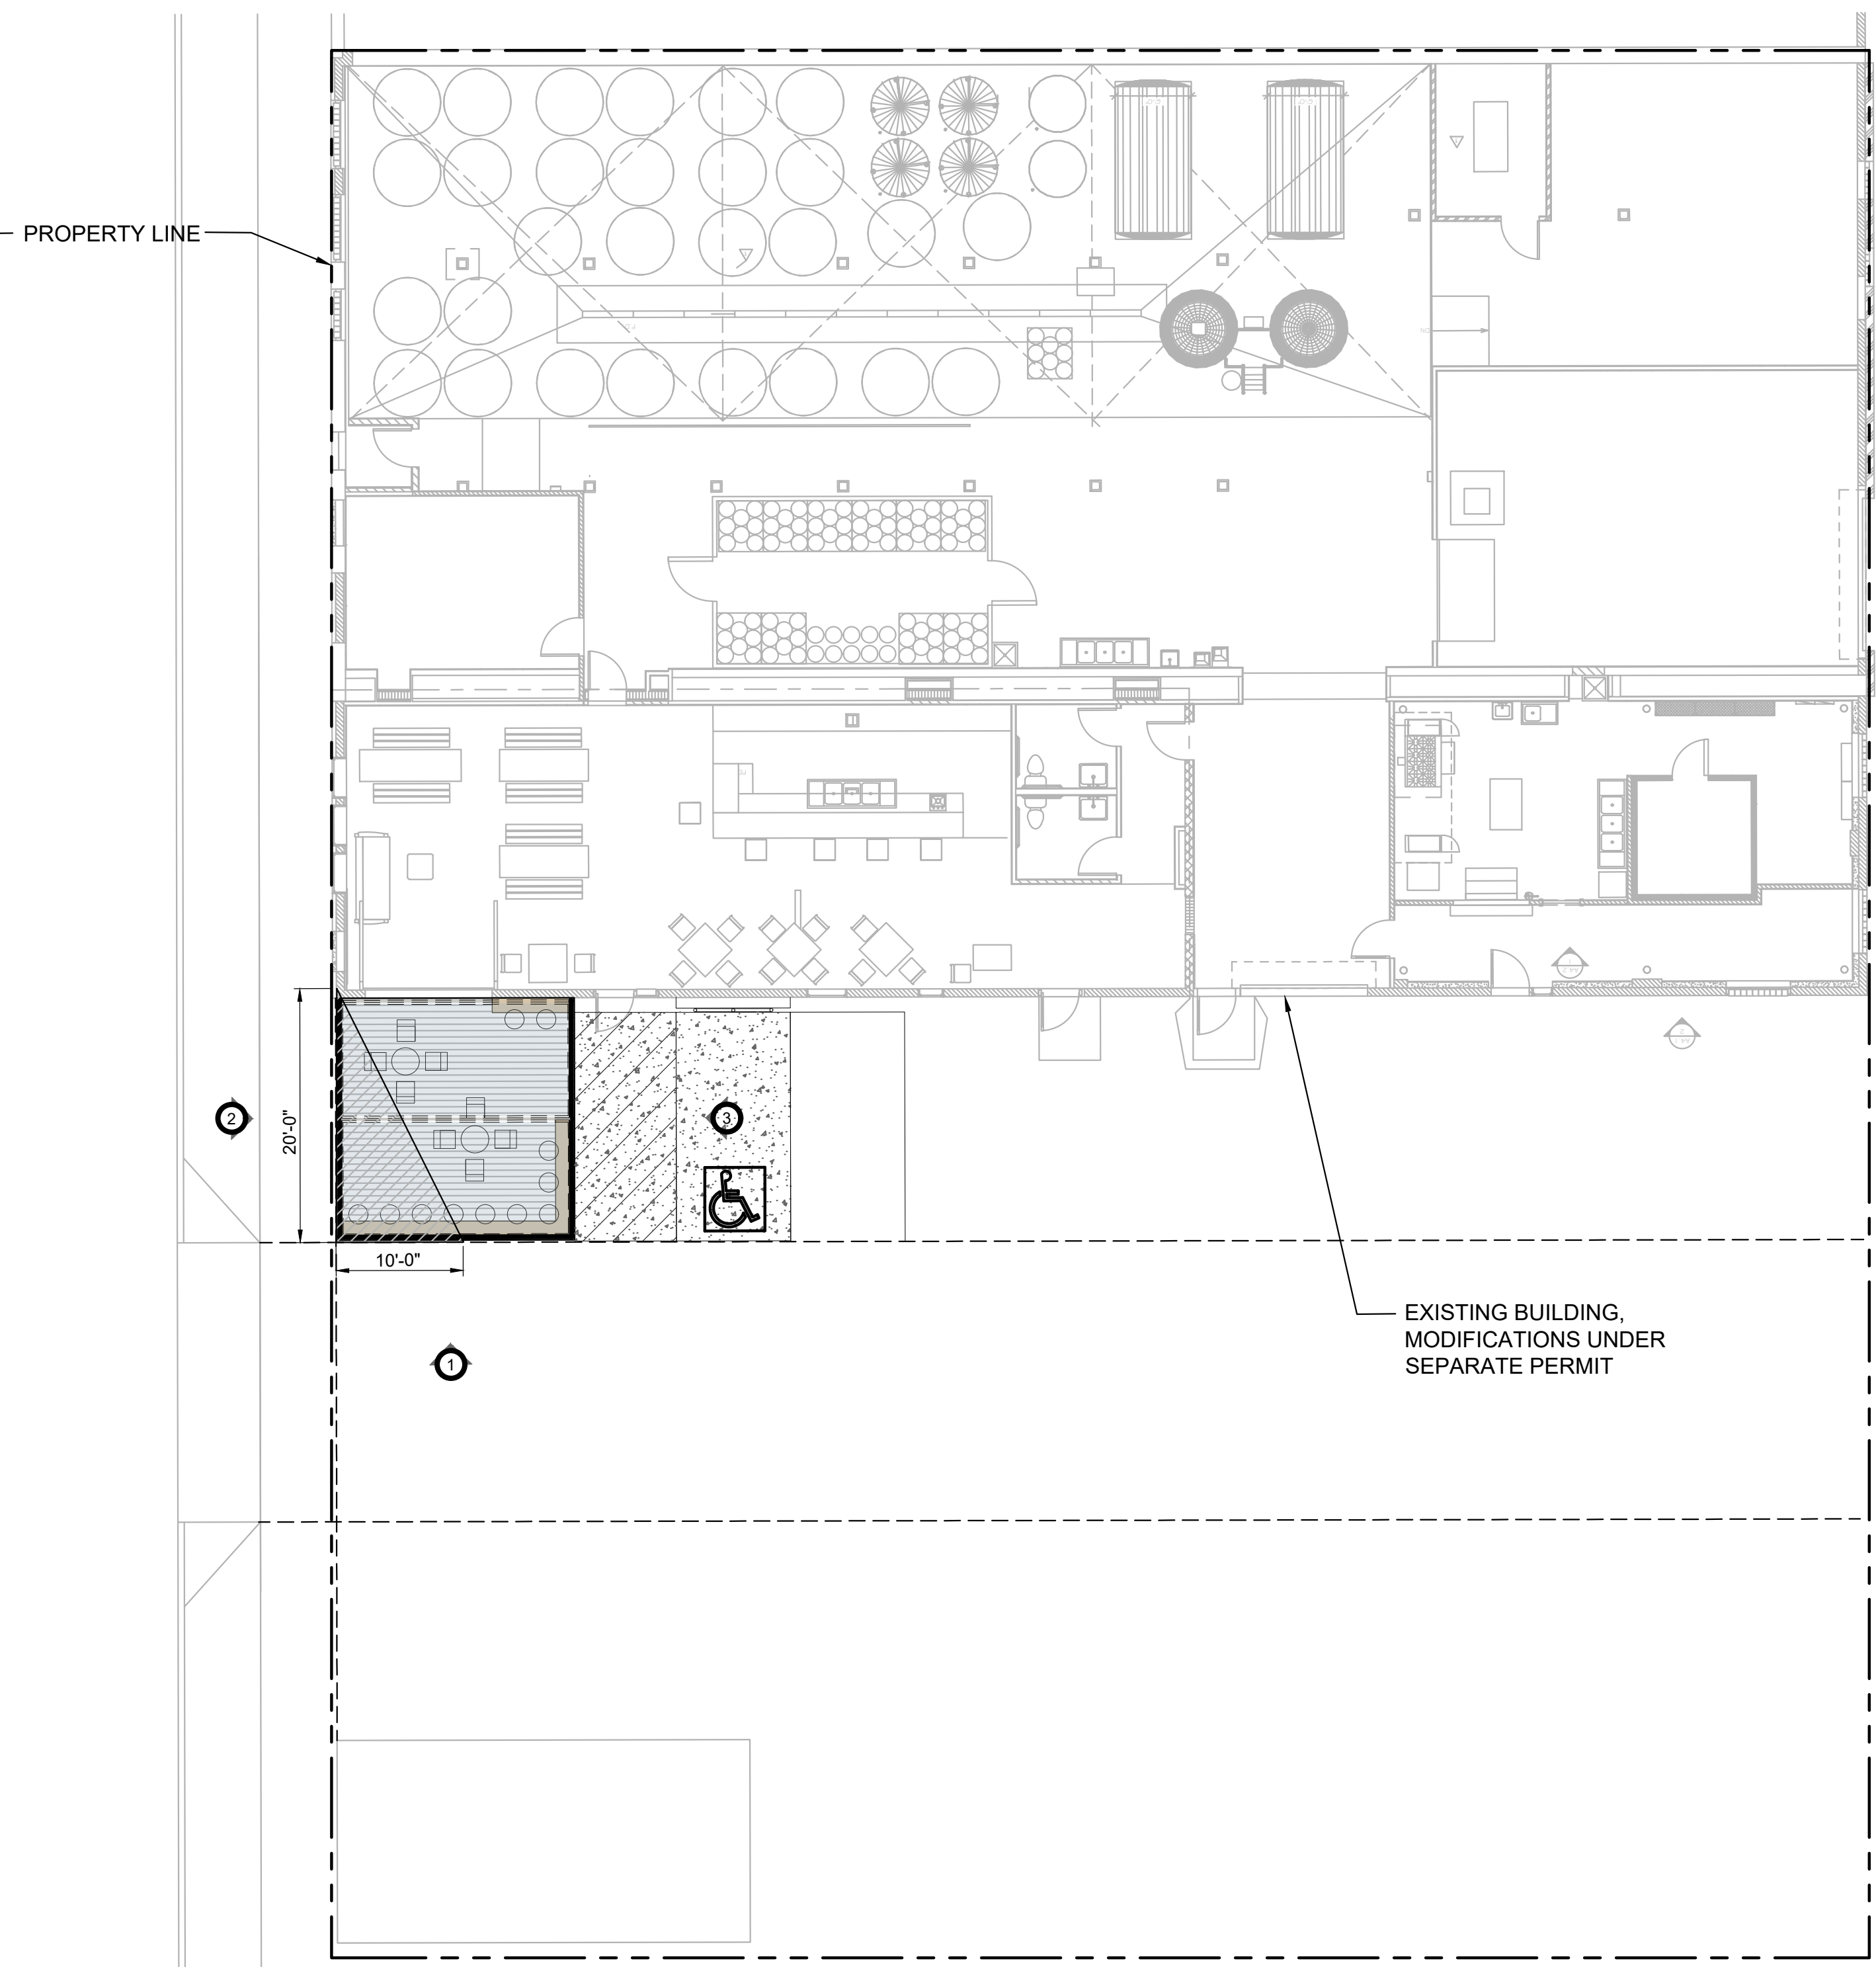 PROPERTY LINE
20'-0"
2
3
10'-0"
1
EXISTING BUILDING,
MODIFICATIONS UNDER
SEPARATE PERMIT